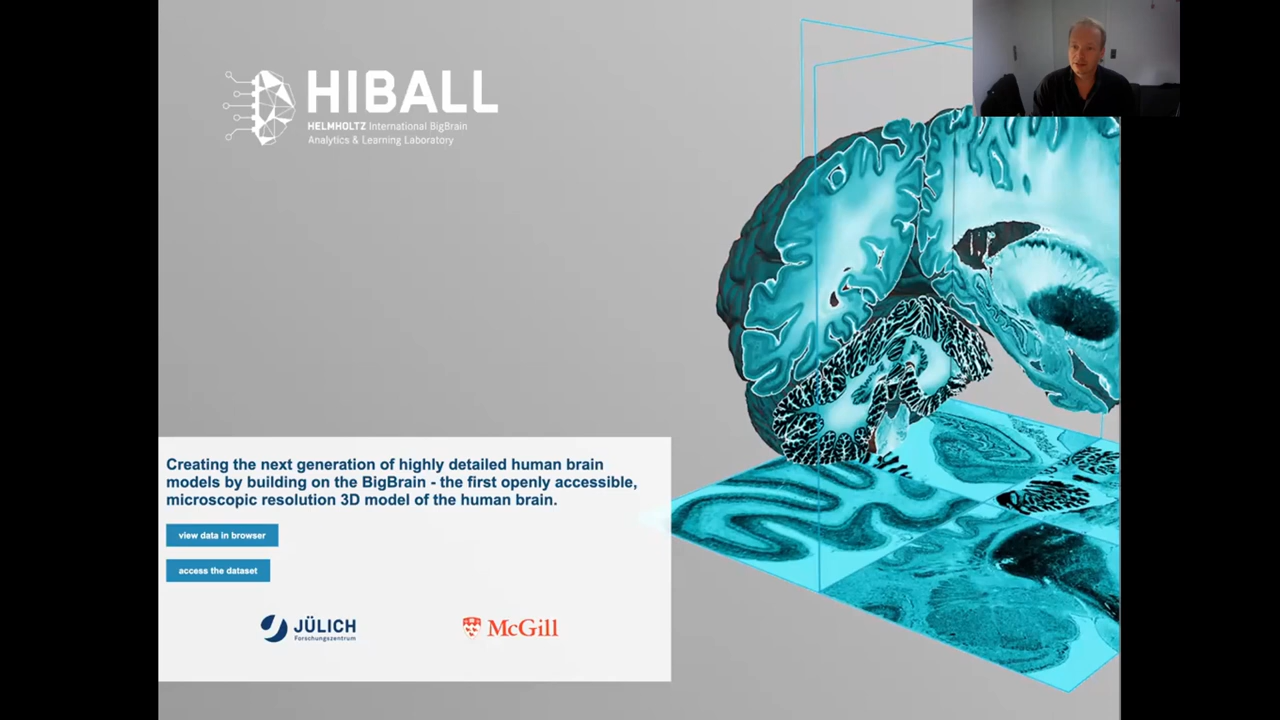 HIBALL
HELMHOLTZ International BigBrain
Analytics & Learning Laboratory
Creating the next generation of highly detailed human brain
models by building on the BigBrain - the first openly accessible,
microscopic resolution 3D model of the human brain.
view data in browser
access the dataset
JÜLICH
Forschungszentrum
McGill